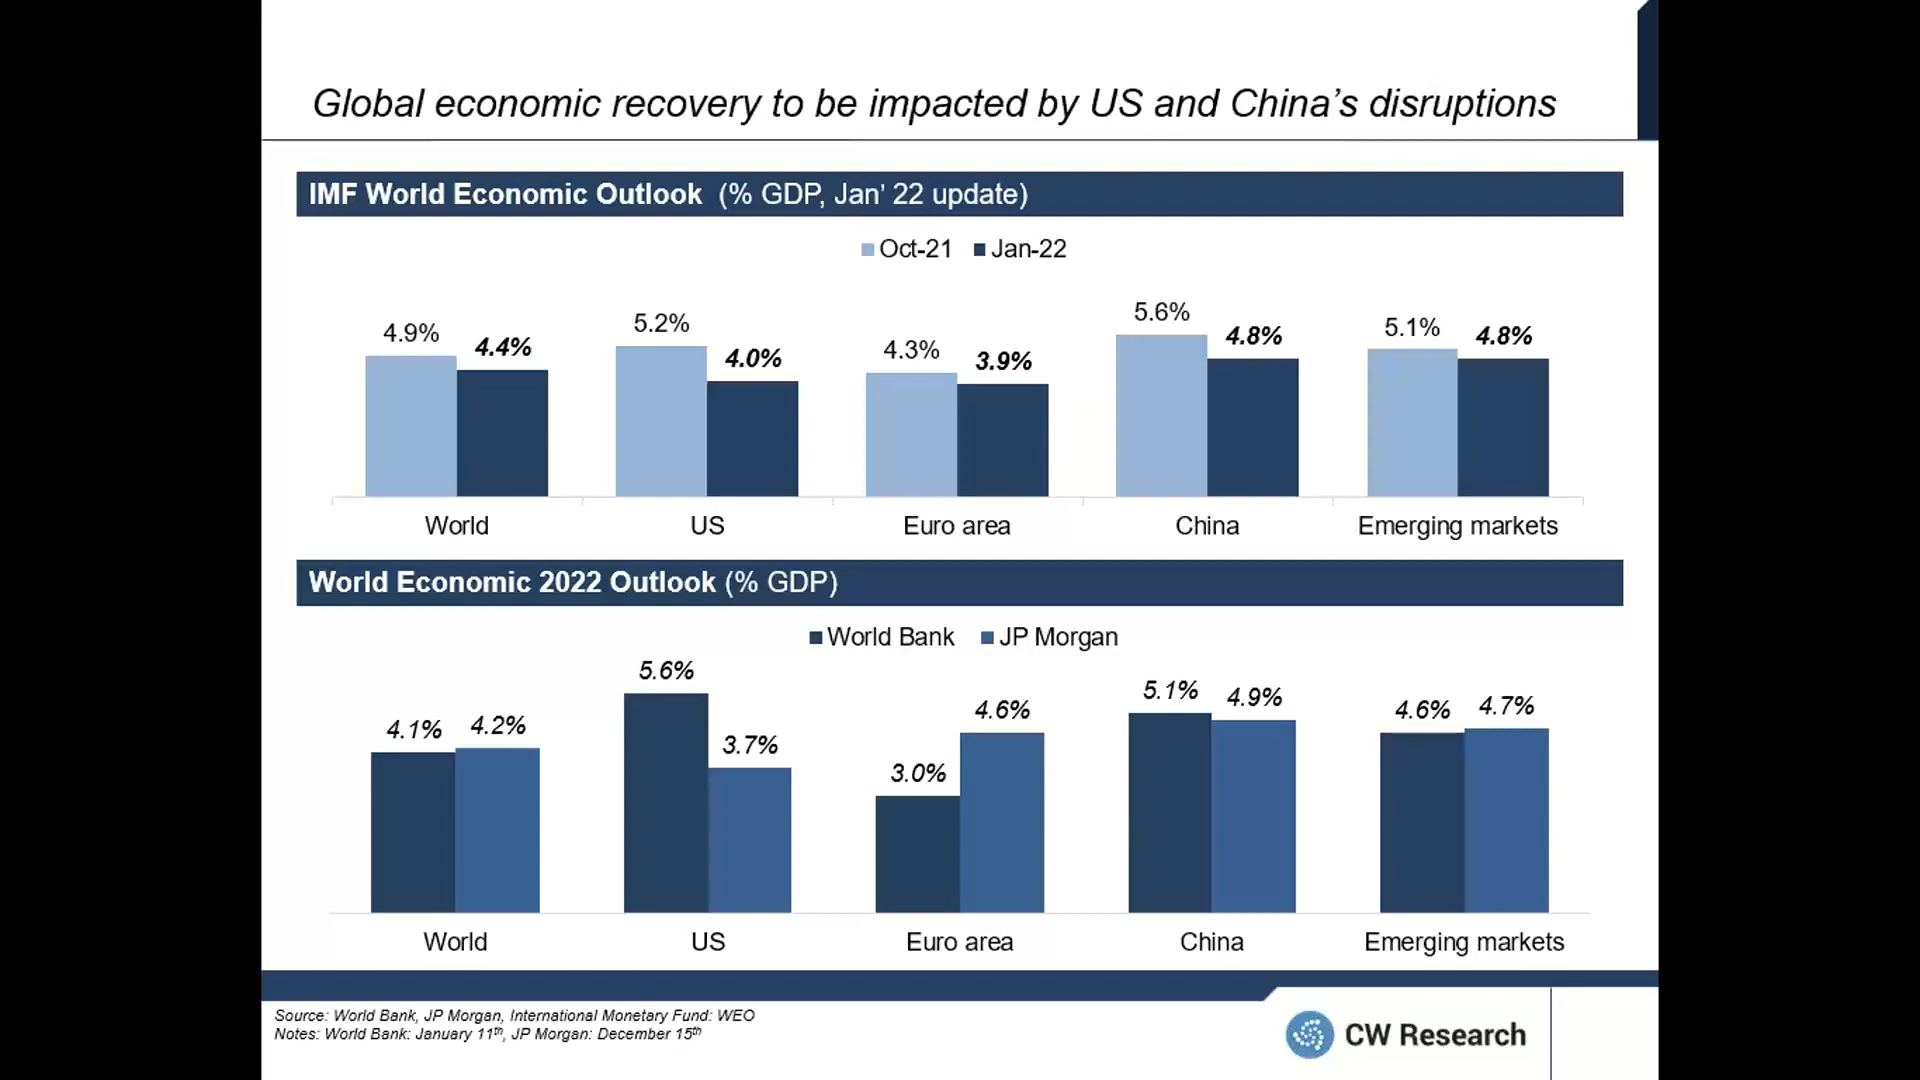 Global economic recovery to be impacted by US and China's disruptions
IMF World Economic Outlook (% GDP, Jan' 22 update)
Oct-21 Jan-22
4.9% 4.4% 5.2% 4.0% 4.3% 3.9% 5.6% 4.8% 5.1% 4.8%
World US Euro area China Emerging markets
World Economic 2022 Outlook (% GDP)
World Bank JP Morgan
4.1% 4.2% 5.6% 3.7% 3.0% 4.6% 5.1% 4.9% 4.6% 4.7%
World US Euro area China Emerging markets
Source: World Bank, JP Morgan, International Monetary Fund: WEO
Notes: World Bank: January 11th, JP Morgan: December 15th
CW Research